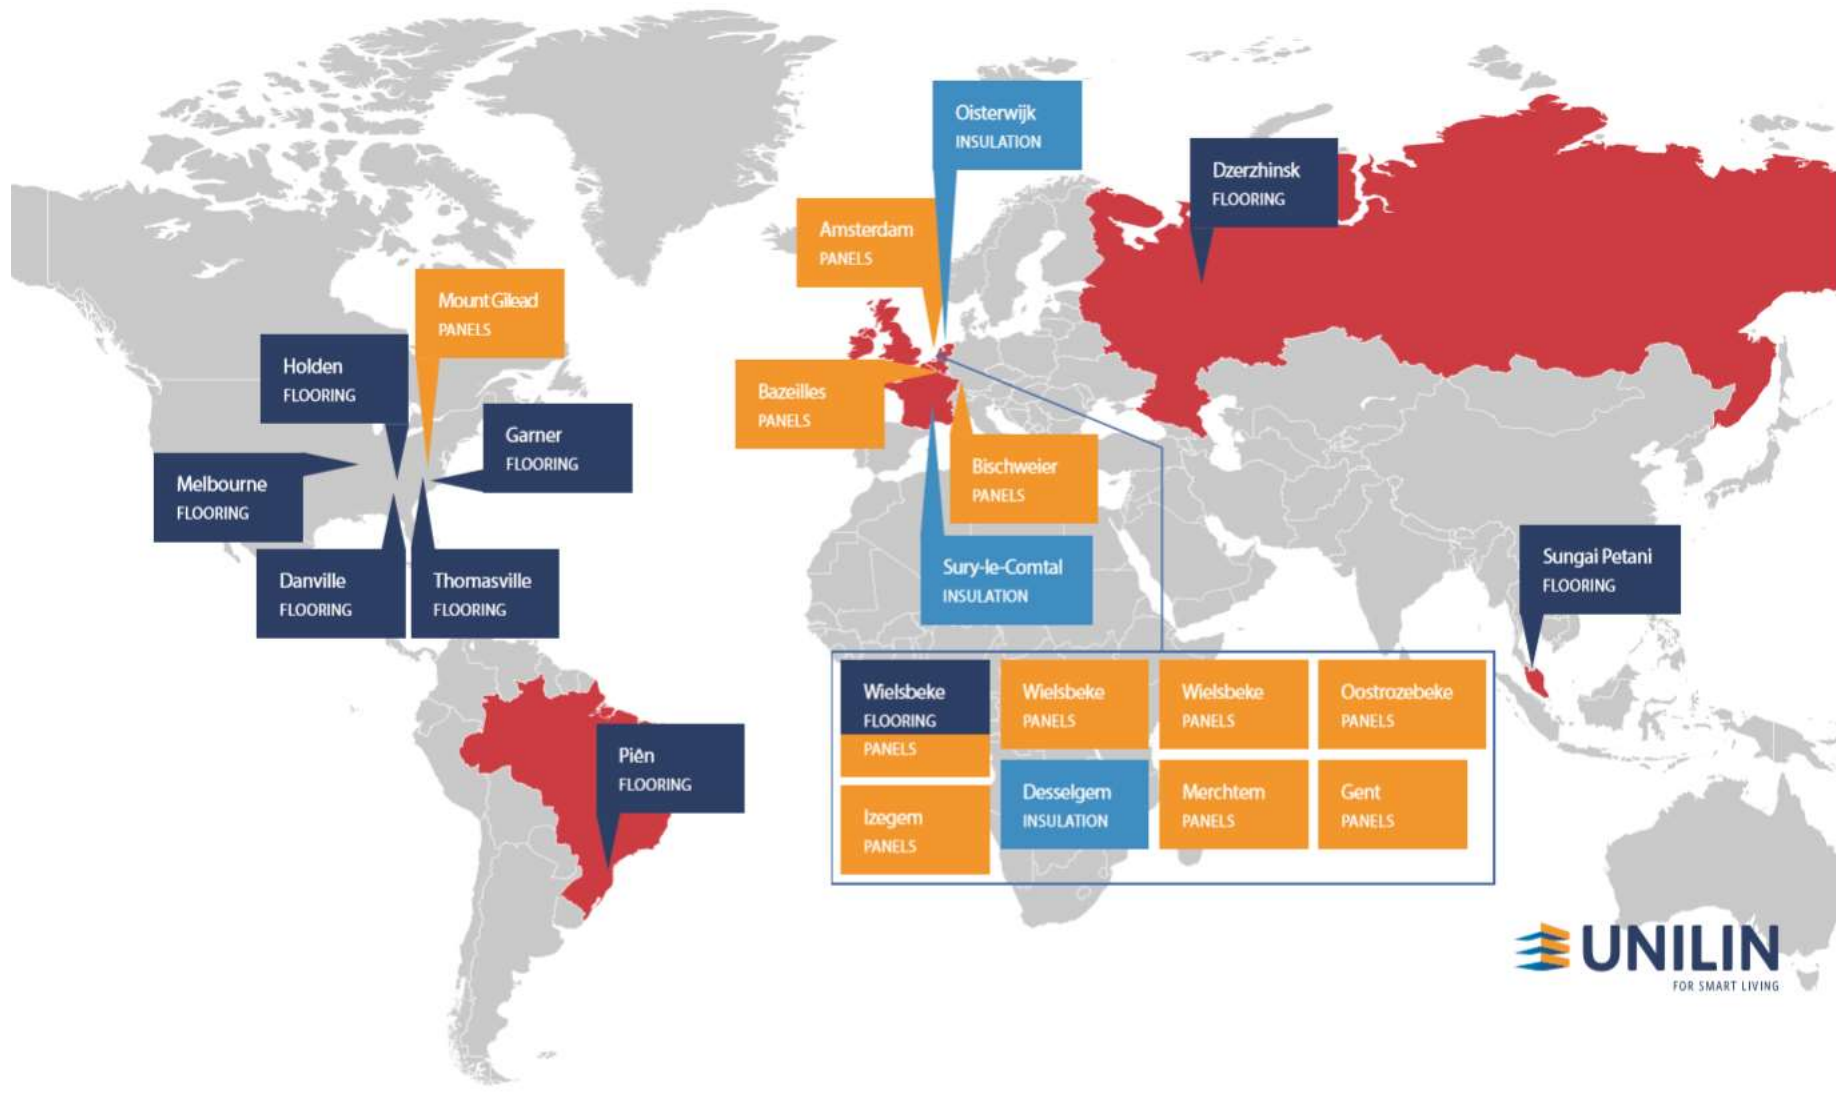 Oisterwijk
INSULATION
Dzerzhinsk
FLOORING
Amsterdam
PANELS
Mount Gilead
PANELS
Holden
FLOORING
Bazeilles
PANELS
Garner
FLOORING
Melbourne
FLOORING
Bischweier
PANELS
Danville
FLOORING
Thomasville
FLOORING
Sury-le-Comtal
INSULATION
Sungai Petani
FLOORING
Piên
FLOORING
Wielsbeke
FLOORING
PANELS
Wielsbeke
PANELS
Wielsbeke
PANELS
Oostrozebeke
PANELS
Izegem
PANELS
Desselgem
INSULATION
Merchtem
PANELS
Gent
PANELS
UNILIN
FOR SMART LIVING